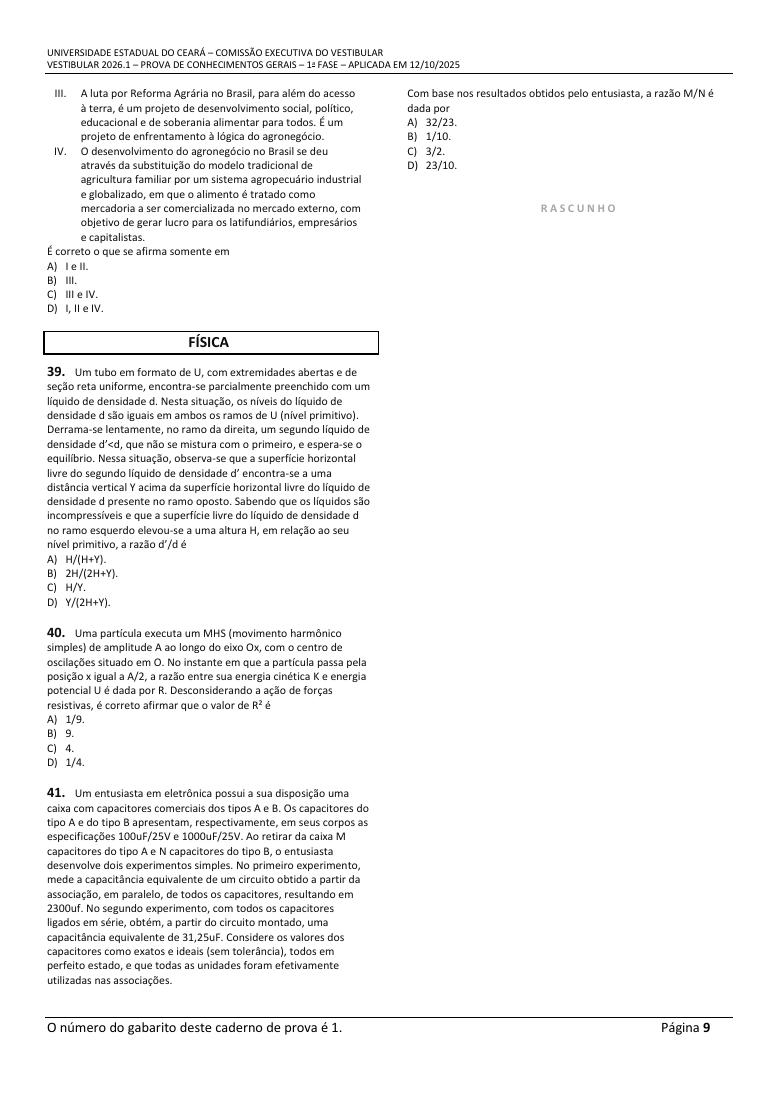 UNIVERSIDADE ESTADUAL DO CEARÁ – COMISSÃO EXECUTIVA DO VESTIBULAR
VESTIBULAR 2026.1 – PROVA DE CONHECIMENTOS GERAIS – 1ª FASE – APLICADA EM 12/10/2025
III. A luta por Reforma Agrária no Brasil, para além do acesso
à terra, é um projeto de desenvolvimento social, político,
educacional e de soberania alimentar para todos. É um
projeto de enfrentamento à lógica do agronegócio.
IV. O desenvolvimento do agronegócio no Brasil se deu
através da substituição do modelo tradicional de
agricultura familiar por um sistema agropecuário industrial
e globalizado, em que o alimento é tratado como
mercadoria a ser comercializada no mercado externo, com
objetivo de gerar lucro para os latifundiários, empresários
e capitalistas.
É correto o que se afirma somente em
A) I e II.
B) III.
C) III e IV.
D) I, II e IV.
FÍSICA
39. Um tubo em formato de U, com extremidades abertas e de
seção reta uniforme, encontra-se parcialmente preenchido com um
líquido de densidade d. Nesta situação, os níveis do líquido de
densidade d são iguais em ambos os ramos de U (nível primitivo).
Derrama-se lentamente, no ramo da direita, um segundo líquido de
densidade d’<d, que não se mistura com o primeiro, e espera-se o
equilíbrio. Nessa situação, observa-se que a superfície horizontal
livre do segundo líquido de densidade d’ encontra-se a uma
distância vertical Y acima da superfície horizontal livre do líquido de
densidade d presente no ramo oposto. Sabendo que os líquidos são
incompressíveis e que a superfície livre do líquido de densidade d
no ramo esquerdo elevou-se a uma altura H, em relação ao seu
nível primitivo, a razão d’/d é
A) H/(H+Y).
B) 2H/(2H+Y).
C) H/Y.
D) Y/(2H+Y).
40. Uma partícula executa um MHS (movimento harmônico
simples) de amplitude A ao longo do eixo Ox, com o centro de
oscilações situado em O. No instante em que a partícula passa pela
posição x igual a A/2, a razão entre sua energia cinética K e energia
potencial U é dada por R. Desconsiderando a ação de forças
resistivas, é correto afirmar que o valor de R² é
A) 1/9.
B) 9.
C) 4.
D) 1/4.
41. Um entusiasta em eletrônica possui a sua disposição uma
caixa com capacitores comerciais dos tipos A e B. Os capacitores do
tipo A e do tipo B apresentam, respectivamente, em seus corpos as
especificações 100uF/25V e 1000uF/25V. Ao retirar da caixa M
capacitores do tipo A e N capacitores do tipo B, o entusiasta
desenvolve dois experimentos simples. No primeiro experimento,
mede a capacitância equivalente de um circuito obtido a partir da
associação, em paralelo, de todos os capacitores, resultando em
2300uf. No segundo experimento, com todos os capacitores
ligados em série, obtém, a partir do circuito montado, uma
capacitância equivalente de 31,25uF. Considere os valores dos
capacitores como exatos e ideais (sem tolerância), todos em
perfeito estado, e que todas as unidades foram efetivamente
utilizadas nas associações.
Com base nos resultados obtidos pelo entusiasta, a razão M/N é
dada por
A) 32/23.
B) 1/10.
C) 3/2.
D) 23/10.
RASCUNHO
O número do gabarito deste caderno de prova é 1.
Página 9